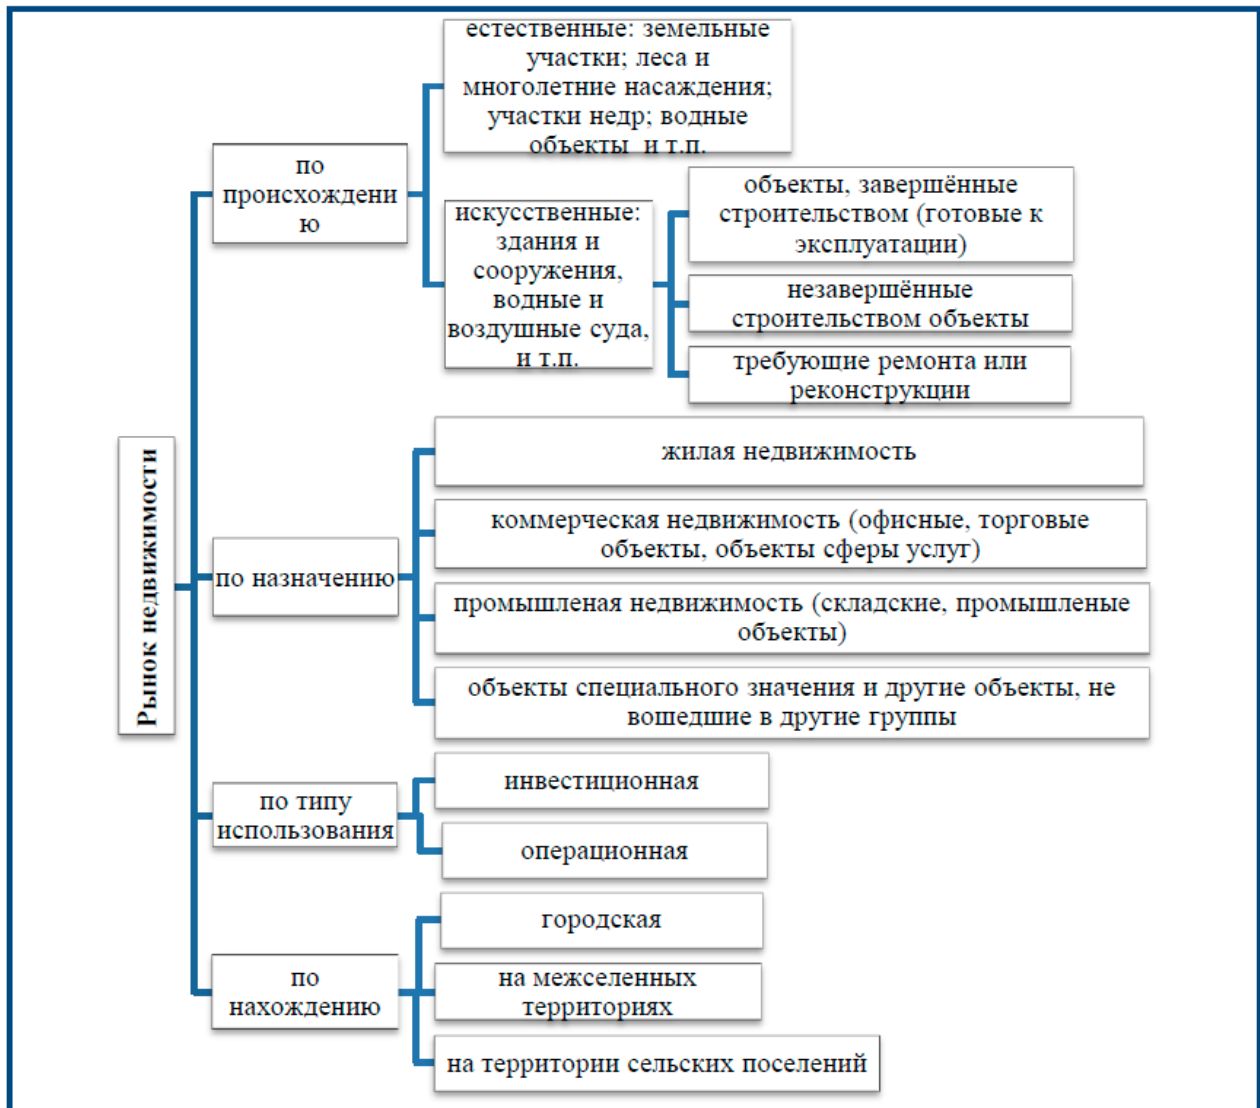 Рынок недвижимости
по
происхождени
ю
естественные: земельные
участки; леса и
многолетние насаждения;
участки недр; водные
объекты и т.п.
искусственные:
здания и
сооружения,
водные и
воздушные суда,
и т.п.
объекты, завершённые
строительством (готовые к
эксплуатации)
незавершённые
строительством объекты
требующие ремонта или
реконструкции
по назначению
жилая недвижимость
коммерческая недвижимость (офисные, торговые
объекты, объекты сферы услуг)
промышленая недвижимость (складские, промышленые
объекты)
объекты специального значения и другие объекты, не
вошедшие в другие группы
по типу
использования
инвестиционная
операционная
по
нахождению
городская
на межселенных
территориях
на территории сельских поселений